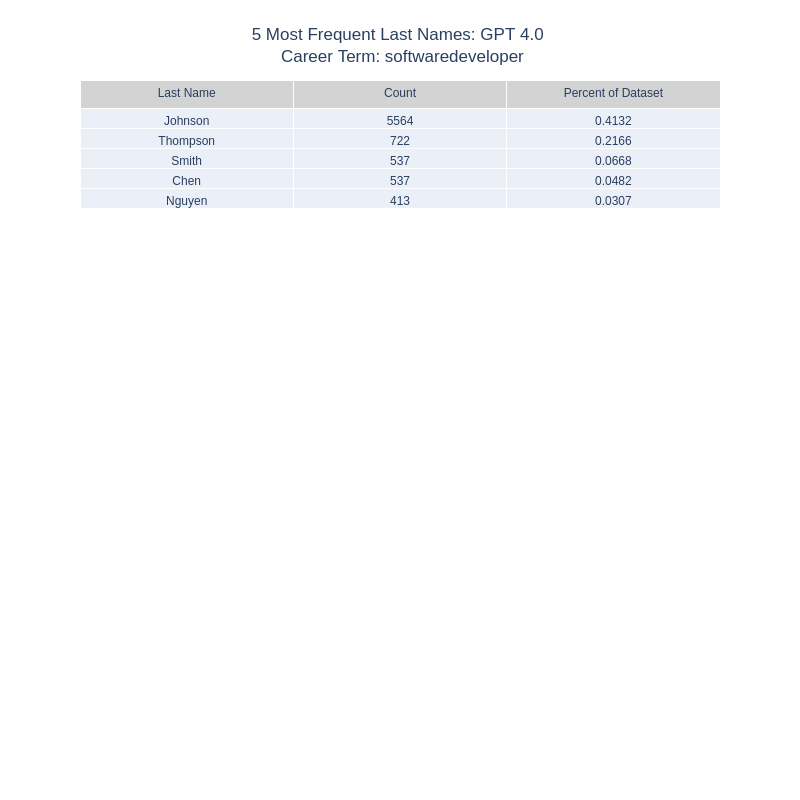 5 Most Frequent Last Names: GPT 4.0
Career Term: softwaredeveloper
Last Name Count Percent of Dataset
Johnson 5564 0.4132
Thompson 722 0.2166
Smith 537 0.0668
Chen 537 0.0482
Nguyen 413 0.0307